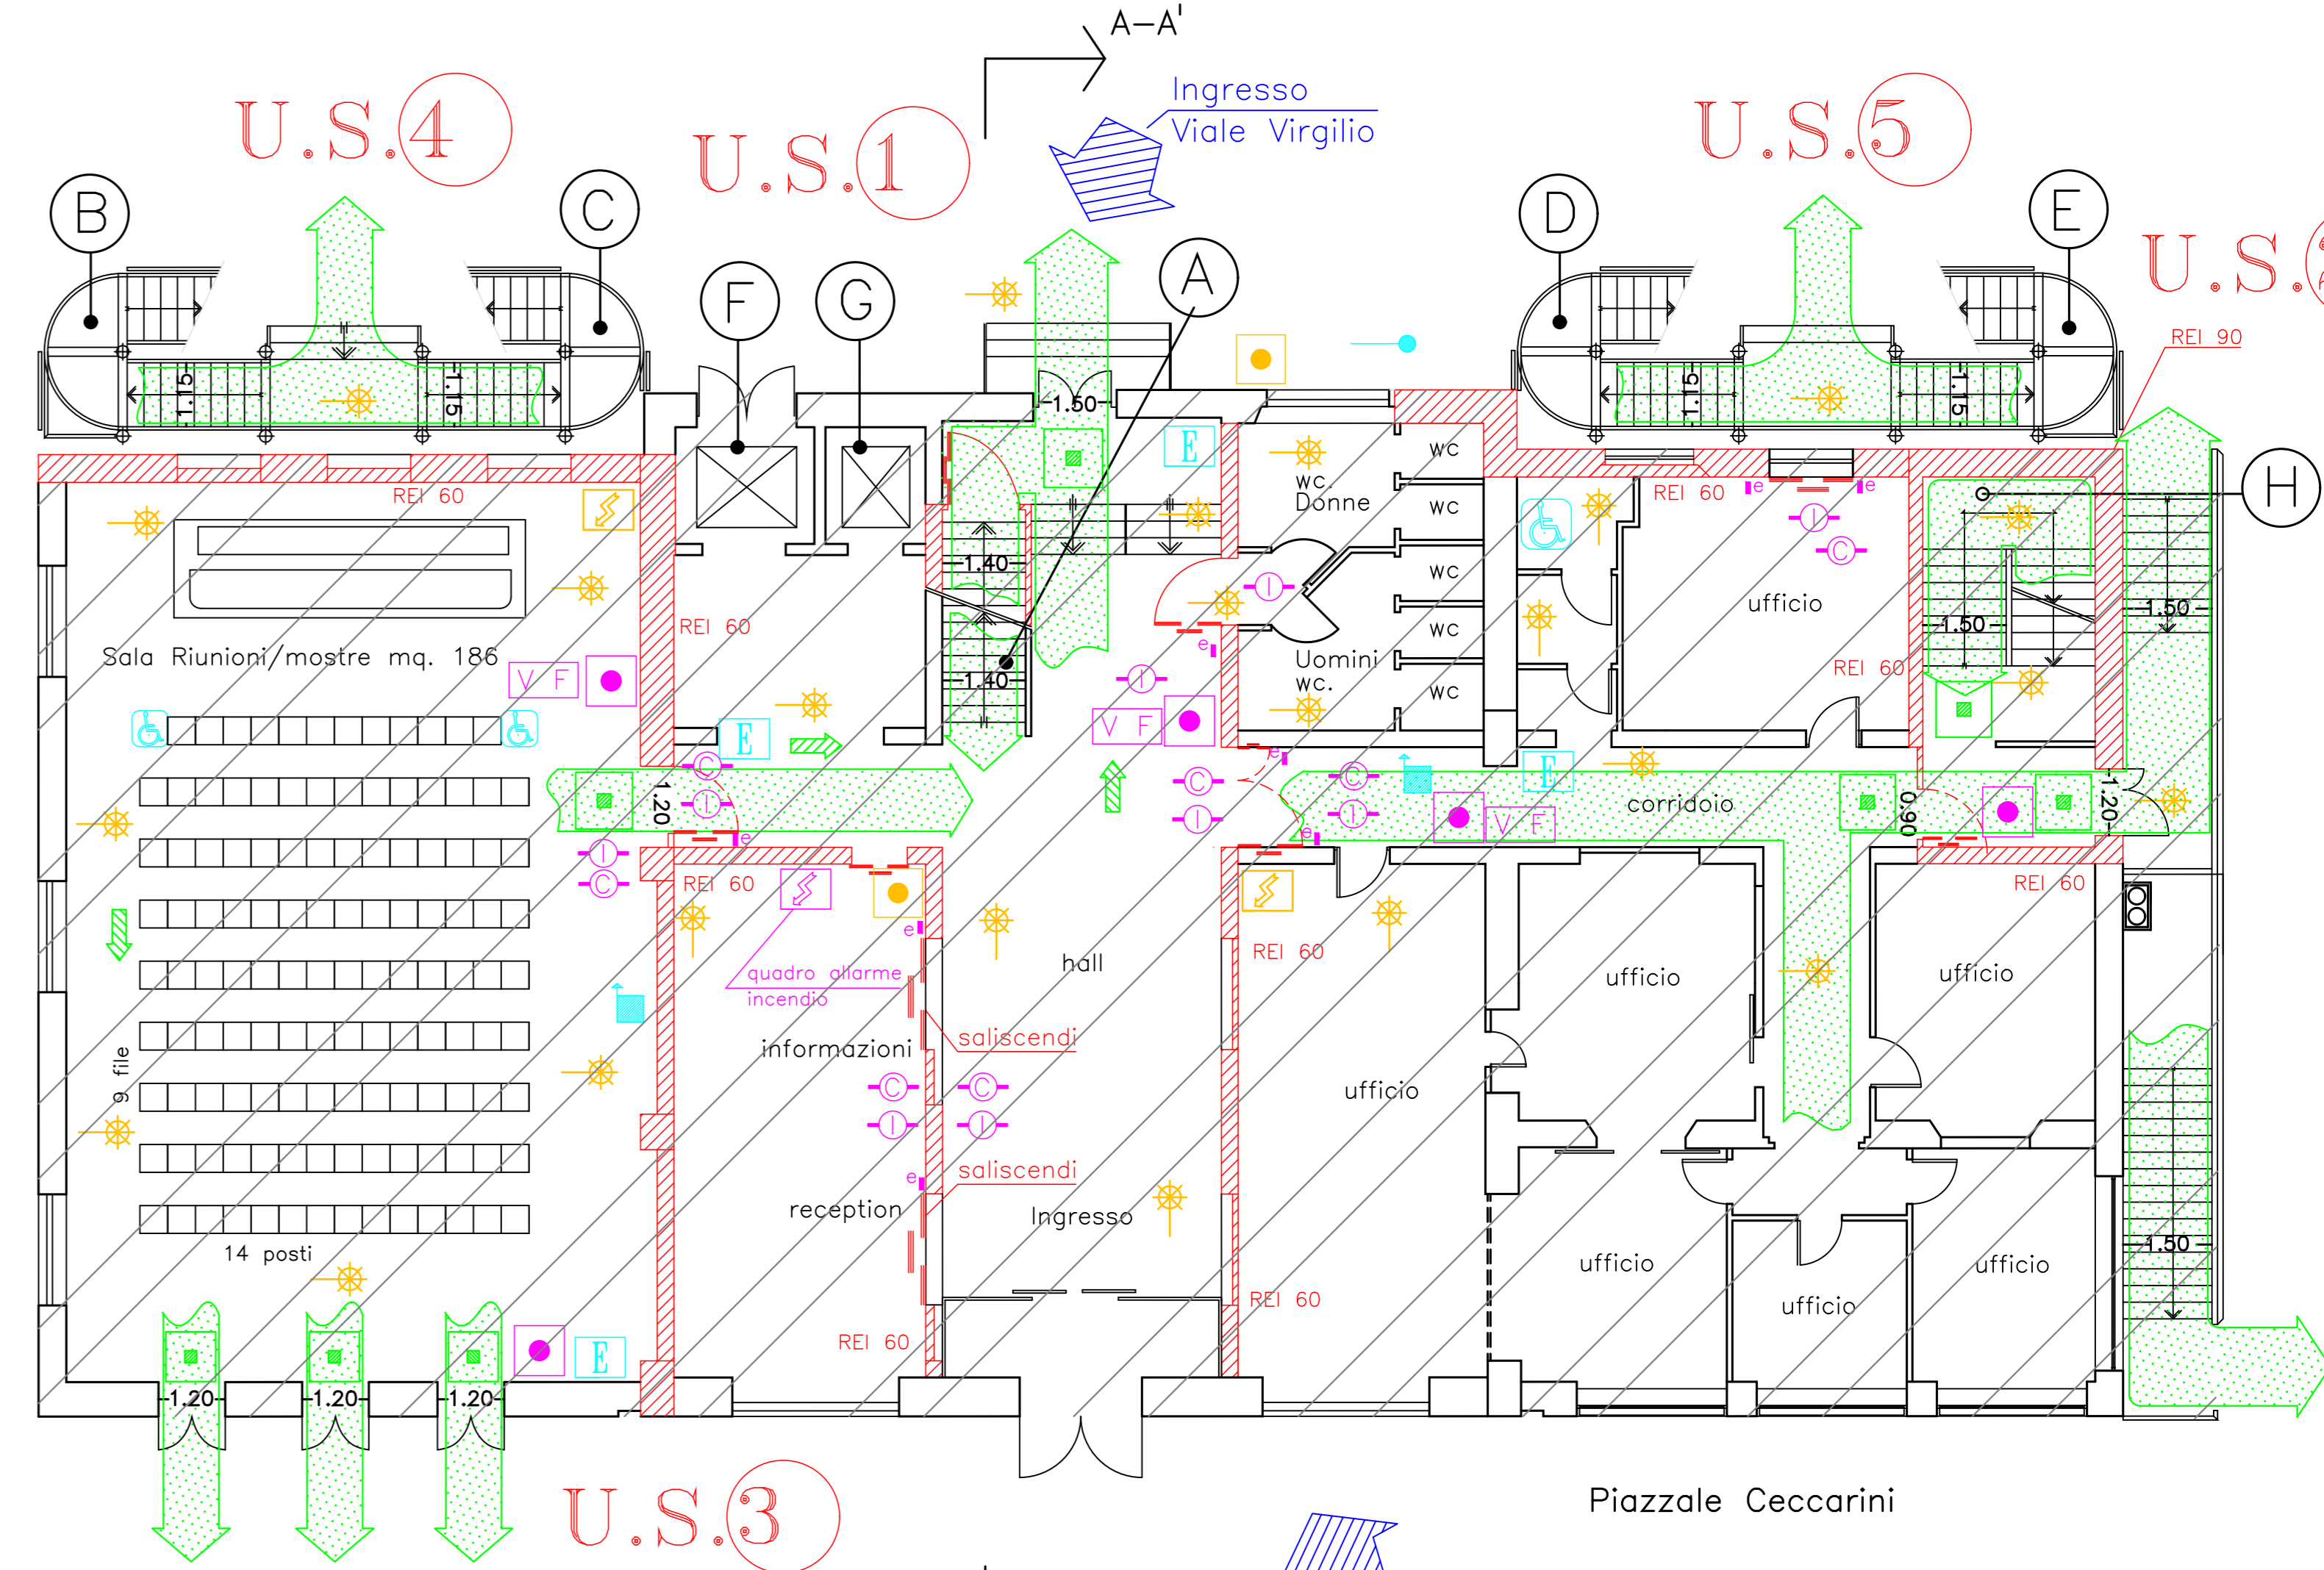 A-A'
Ingresso
Viale Virgilio
U.S.4
U.S.1
U.S.5
U.S.
B
C
D
E
F
G
A
H
REI 90
1.15
1.15
1.15
1.15
1.50
E
REI 60
wc.
Donne
WC
WC
WC
WC
WC
REI 60
e
e
I
C
1.40
1.40
I
ufficio
1.50
1.50
REI 60
Sala Riunioni/mostre mq. 186
V F
REI 60
e
Uomini
wc.
I
V F
E
C
I
1.20
e
C
I
e
e
C
I
E
V F
corridoio
0.90
1.20
I
C
REI 60
REI 60
e
quadro allarme
incendio
hall
REI 60
ufficio
ufficio
saliscendi
informazioni
9 file
C
I
C
I
ufficio
e
saliscendi
reception
Ingresso
14 posti
ufficio
ufficio
ufficio
1.50
REI 60
REI 60
E
1.20
1.20
1.20
U.S.3
Piazzale Ceccarini